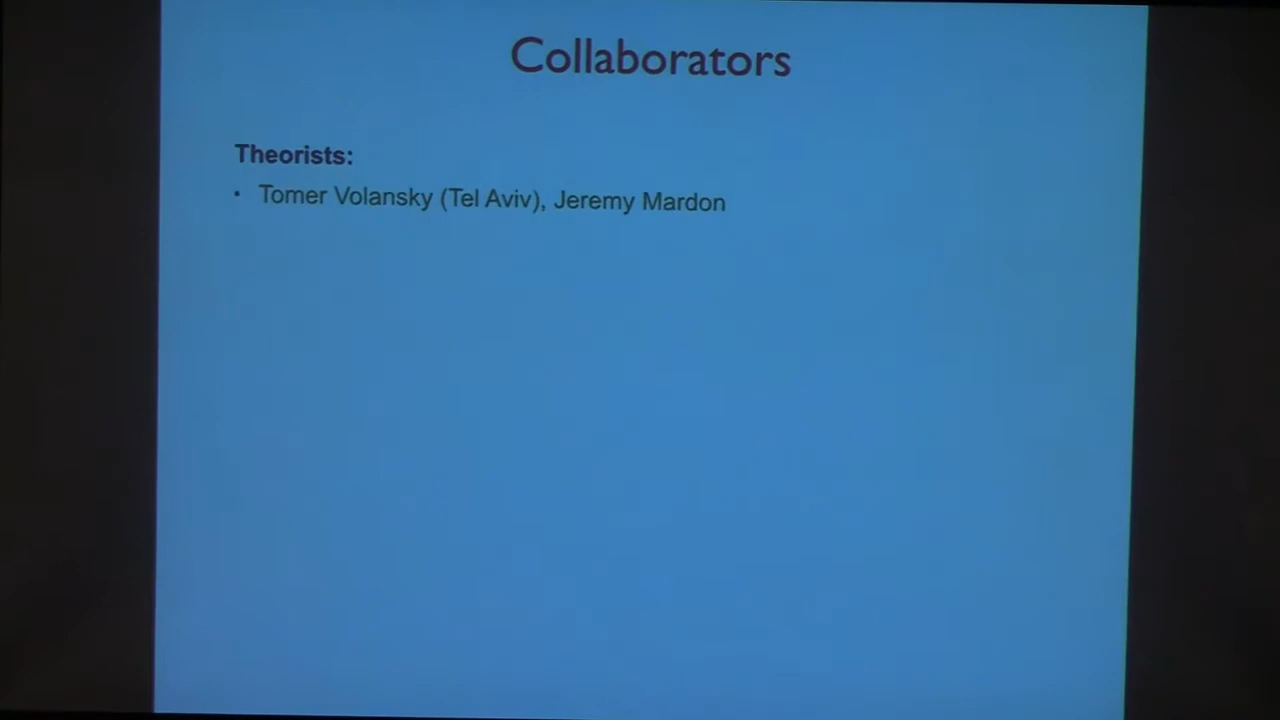 Collaborators
Theorists:
• Tomer Volansky (Tel Aviv), Jeremy Mardon